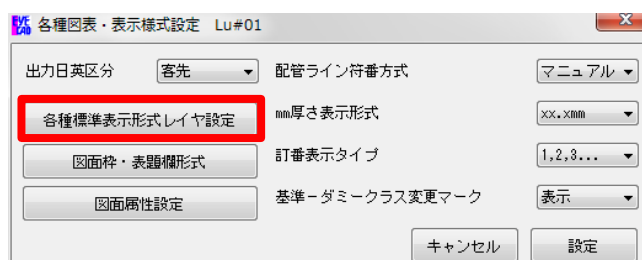 EYE
CAD 各種図表・表示様式設定 Lu#01
出力日英区分 客先 配管ライン符番方式 マニュアル
各種標準表示形式レイヤ設定 mm厚さ表示形式 xx.xmm
図面枠・表題欄形式 訂番表示タイプ 1,2,3...
図面属性設定 基準－ダミークラス変更マーク 表示
キャンセル 設定